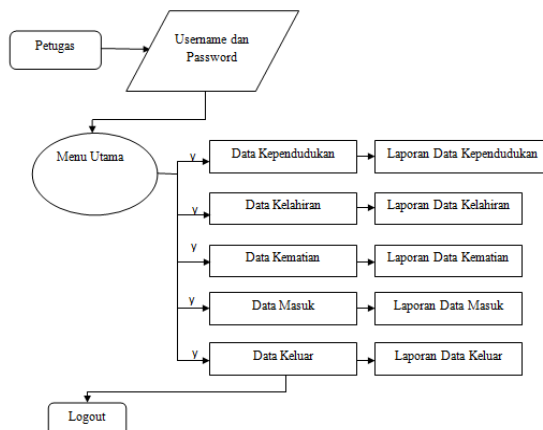 Petugas
Username dan
Password
Menu Utama
y
Data Kependudukan
Laporan Data Kependudukan
y
Data Kelahiran
Laporan Data Kelahiran
y
Data Kematian
Laporan Data Kematian
y
Data Masuk
Laporan Data Masuk
y
Data Keluar
Laporan Data Keluar
Logout